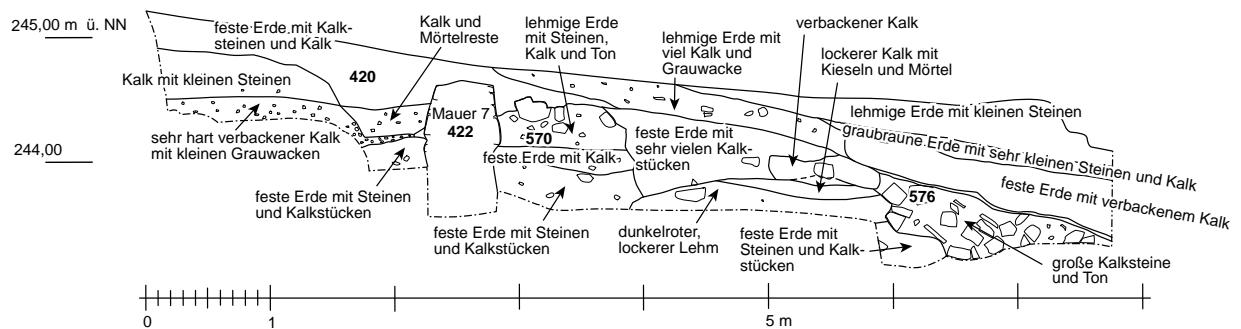 245,00 m ü. NN
feste Erde mit Kalk-
steinen und Kalk
Kalk und
Mörtelreste
lehmige Erde
mit Steinen,
Kalk und Ton
lehmige Erde mit
viel Kalk und
Grauwacke
verbackener Kalk
lockerer Kalk mit
Kieseln und Mörtel
Kalk mit kleinen Steinen
420
Mauer 7
422
570
lehmige Erde mit kleinen Steinen
graubraune Erde mit sehr kleinen Steinen und Kalk
feste Erde mit verbackenem Kalk
sehr hart verbackener Kalk
mit kleinen Grauwacken
244,00
feste Erde mit Kalk
feste Erde mit
sehr vielen Kalk-
stücken
576
feste Erde mit Steinen
und Kalkstücken
feste Erde mit Steinen
und Kalkstücken
dunkelroter,
lockerer Lehm
feste Erde mit
Steinen und Kalk-
stücken
große Kalksteine
und Ton
0
1
5 m